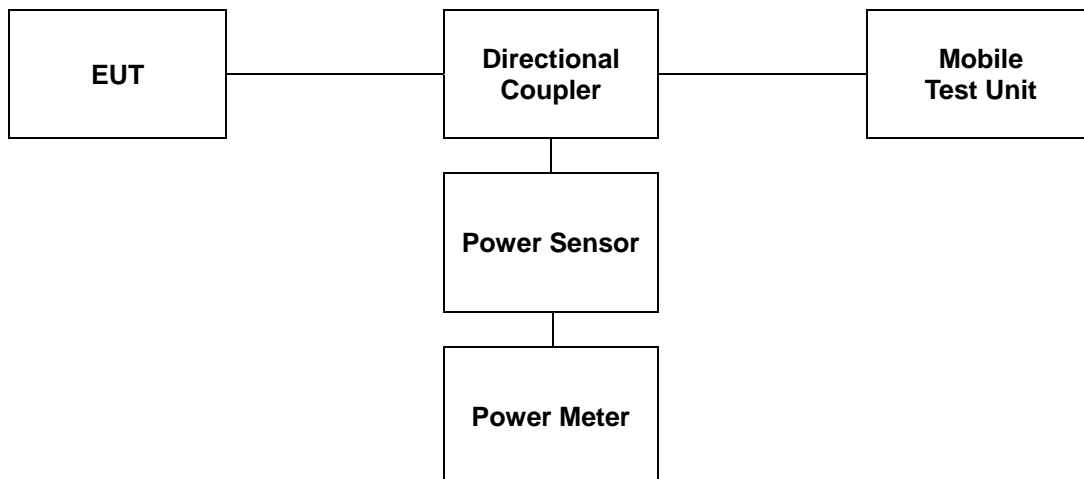 EUT
Directional
Coupler
Mobile
Test Unit
Power Sensor
Power Meter